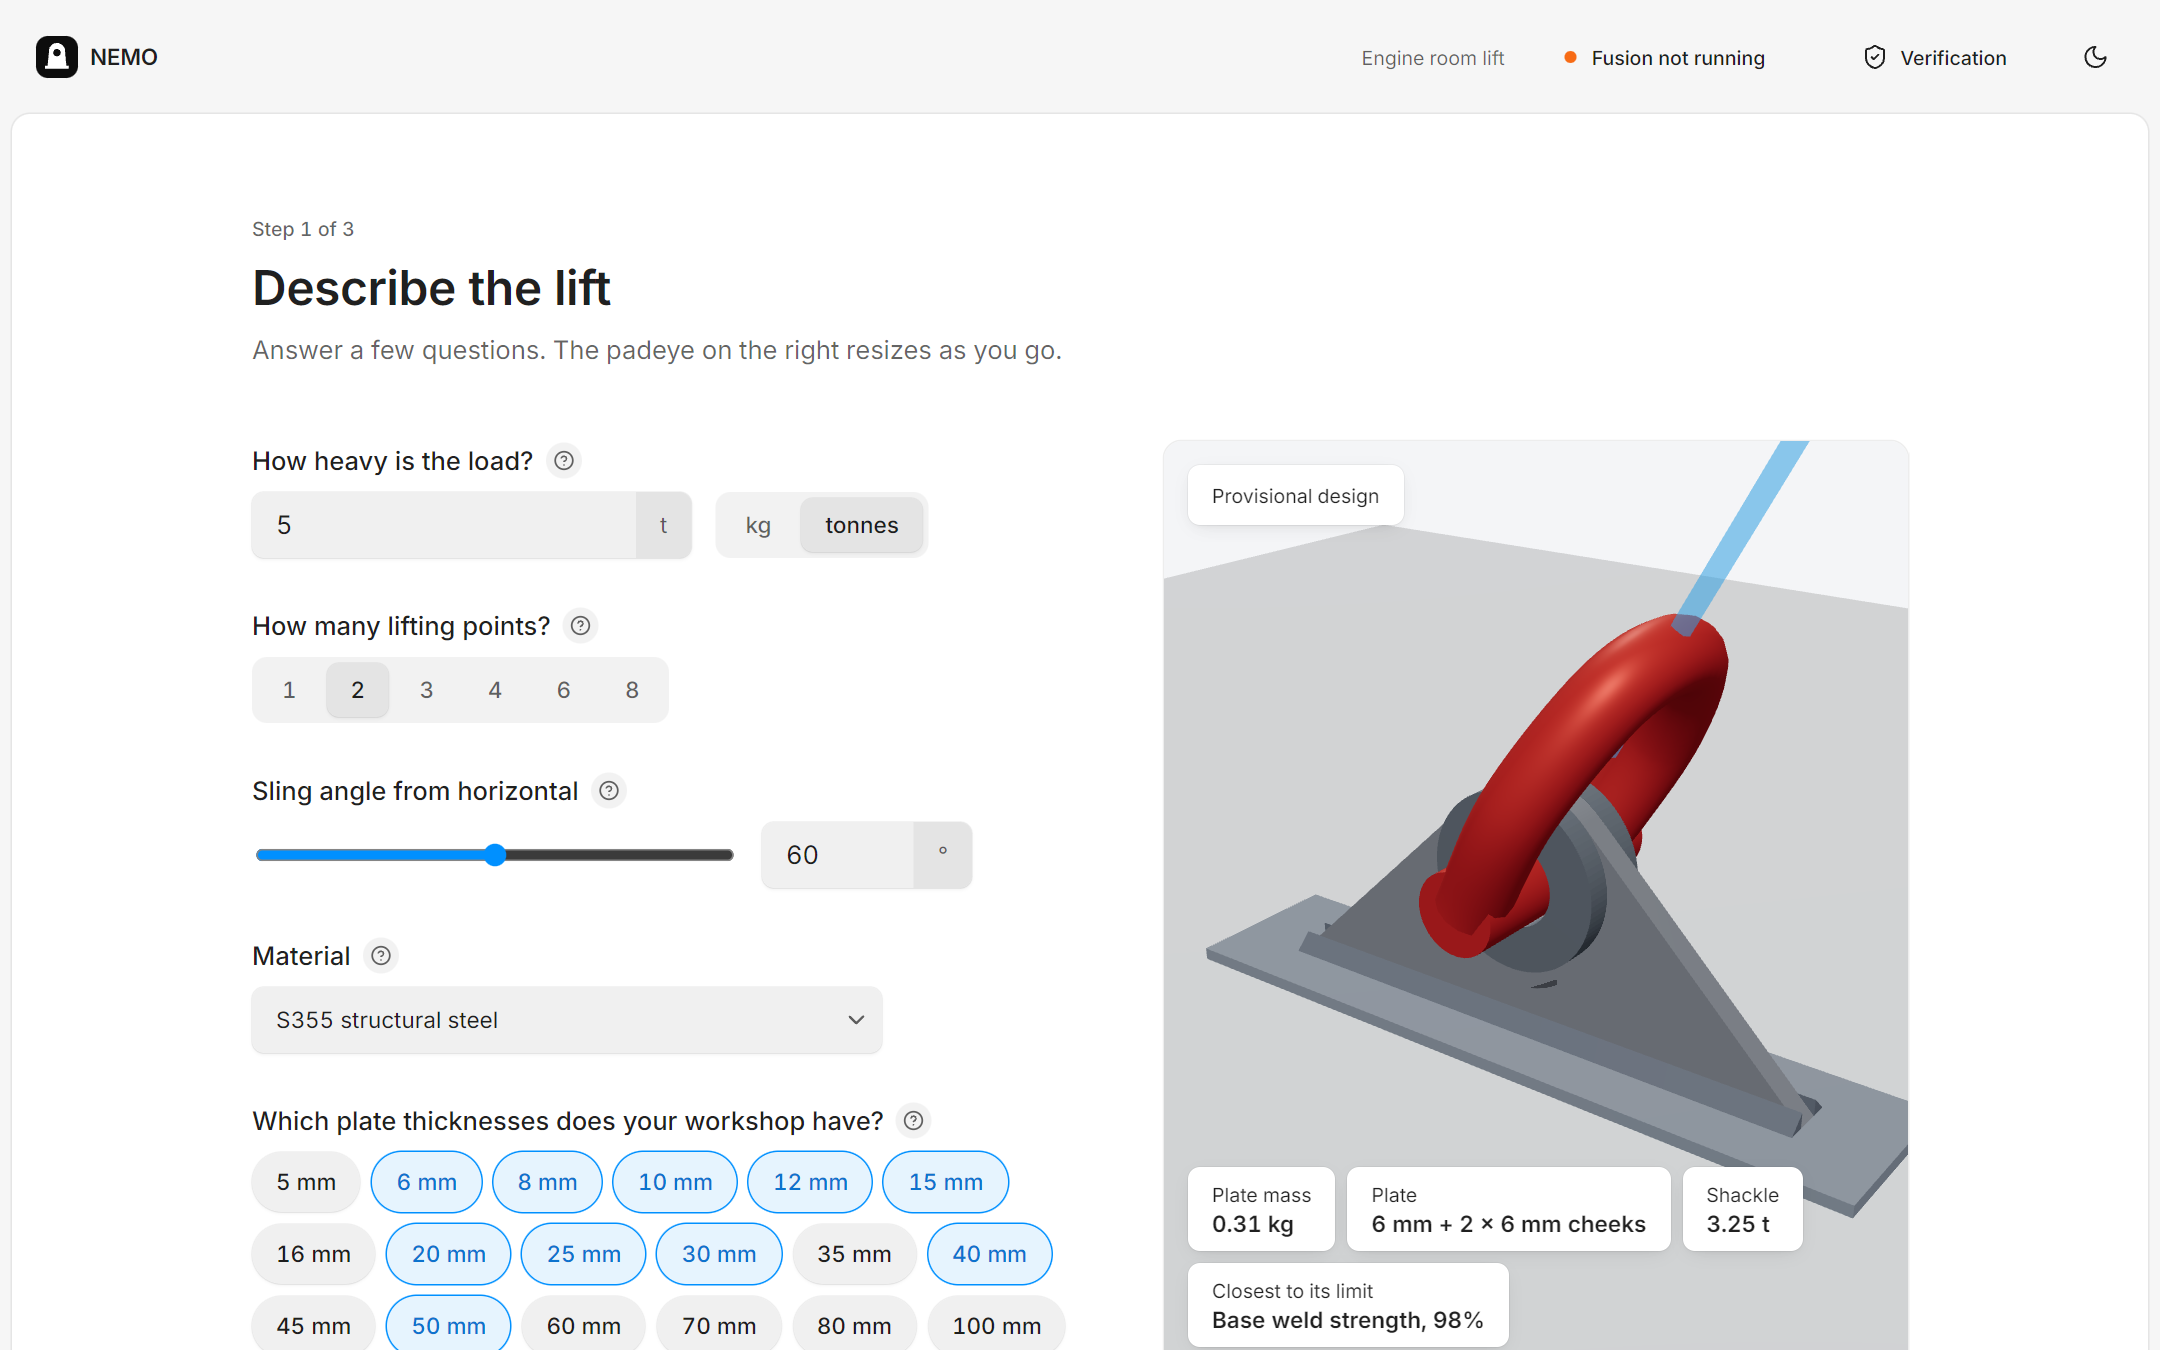 NEMO
Engine room lift
Fusion not running
Verification
Step 1 of 3
Describe the lift
Answer a few questions. The padeye on the right resizes as you go.
How heavy is the load?
5 t
kg tonnes
How many lifting points?
1 2 3 4 6 8
Sling angle from horizontal
60 °
Material
S355 structural steel
Which plate thicknesses does your workshop have?
5 mm 6 mm 8 mm 10 mm 12 mm 15 mm
16 mm 20 mm 25 mm 30 mm 35 mm 40 mm
45 mm 50 mm 60 mm 70 mm 80 mm 100 mm
Provisional design
Plate mass
0.31 kg
Plate
6 mm + 2 × 6 mm cheeks
Shackle
3.25 t
Closest to its limit
Base weld strength, 98%